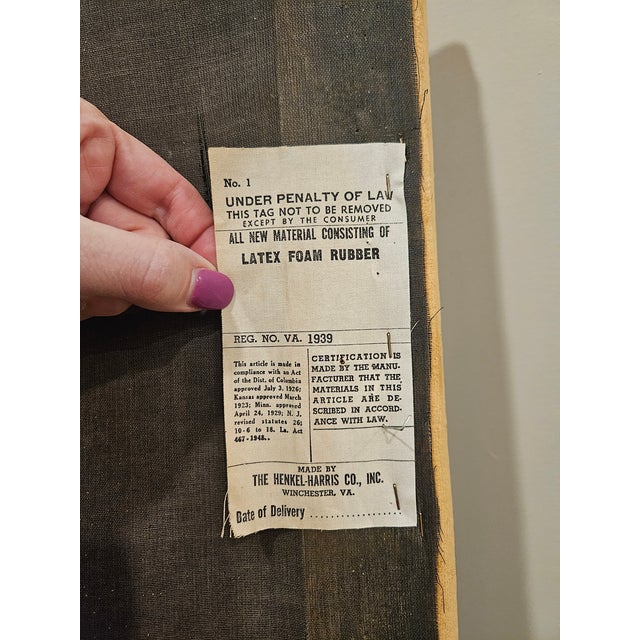 No. 1
UNDER PENALTY OF LAW
THIS TAG NOT TO BE REMOVED
EXCEPT BY THE CONSUMER
ALL NEW MATERIAL CONSISTING OF
LATEX FOAM RUBBER
REG. NO. VA. 1939
This article is made in
compliance with an Act
of the Dist. of Columbia
approved July 3, 1926;
Kansas approved March
1923; Minn. approved
April 24, 1929; N. J.
revised statutes 26;
10-6 to 18. La. Act
467-1948..
CERTIFICATION IS
MADE BY THE MANU-
FACTURER THAT THE
MATERIALS IN THIS
ARTICLE ARE DE-
SCRIBED IN ACCORD-
ANCE WITH LAW.
MADE BY
THE HENKEL-HARRIS CO., INC.
WINCHESTER, VA.
Date of Delivery ..................